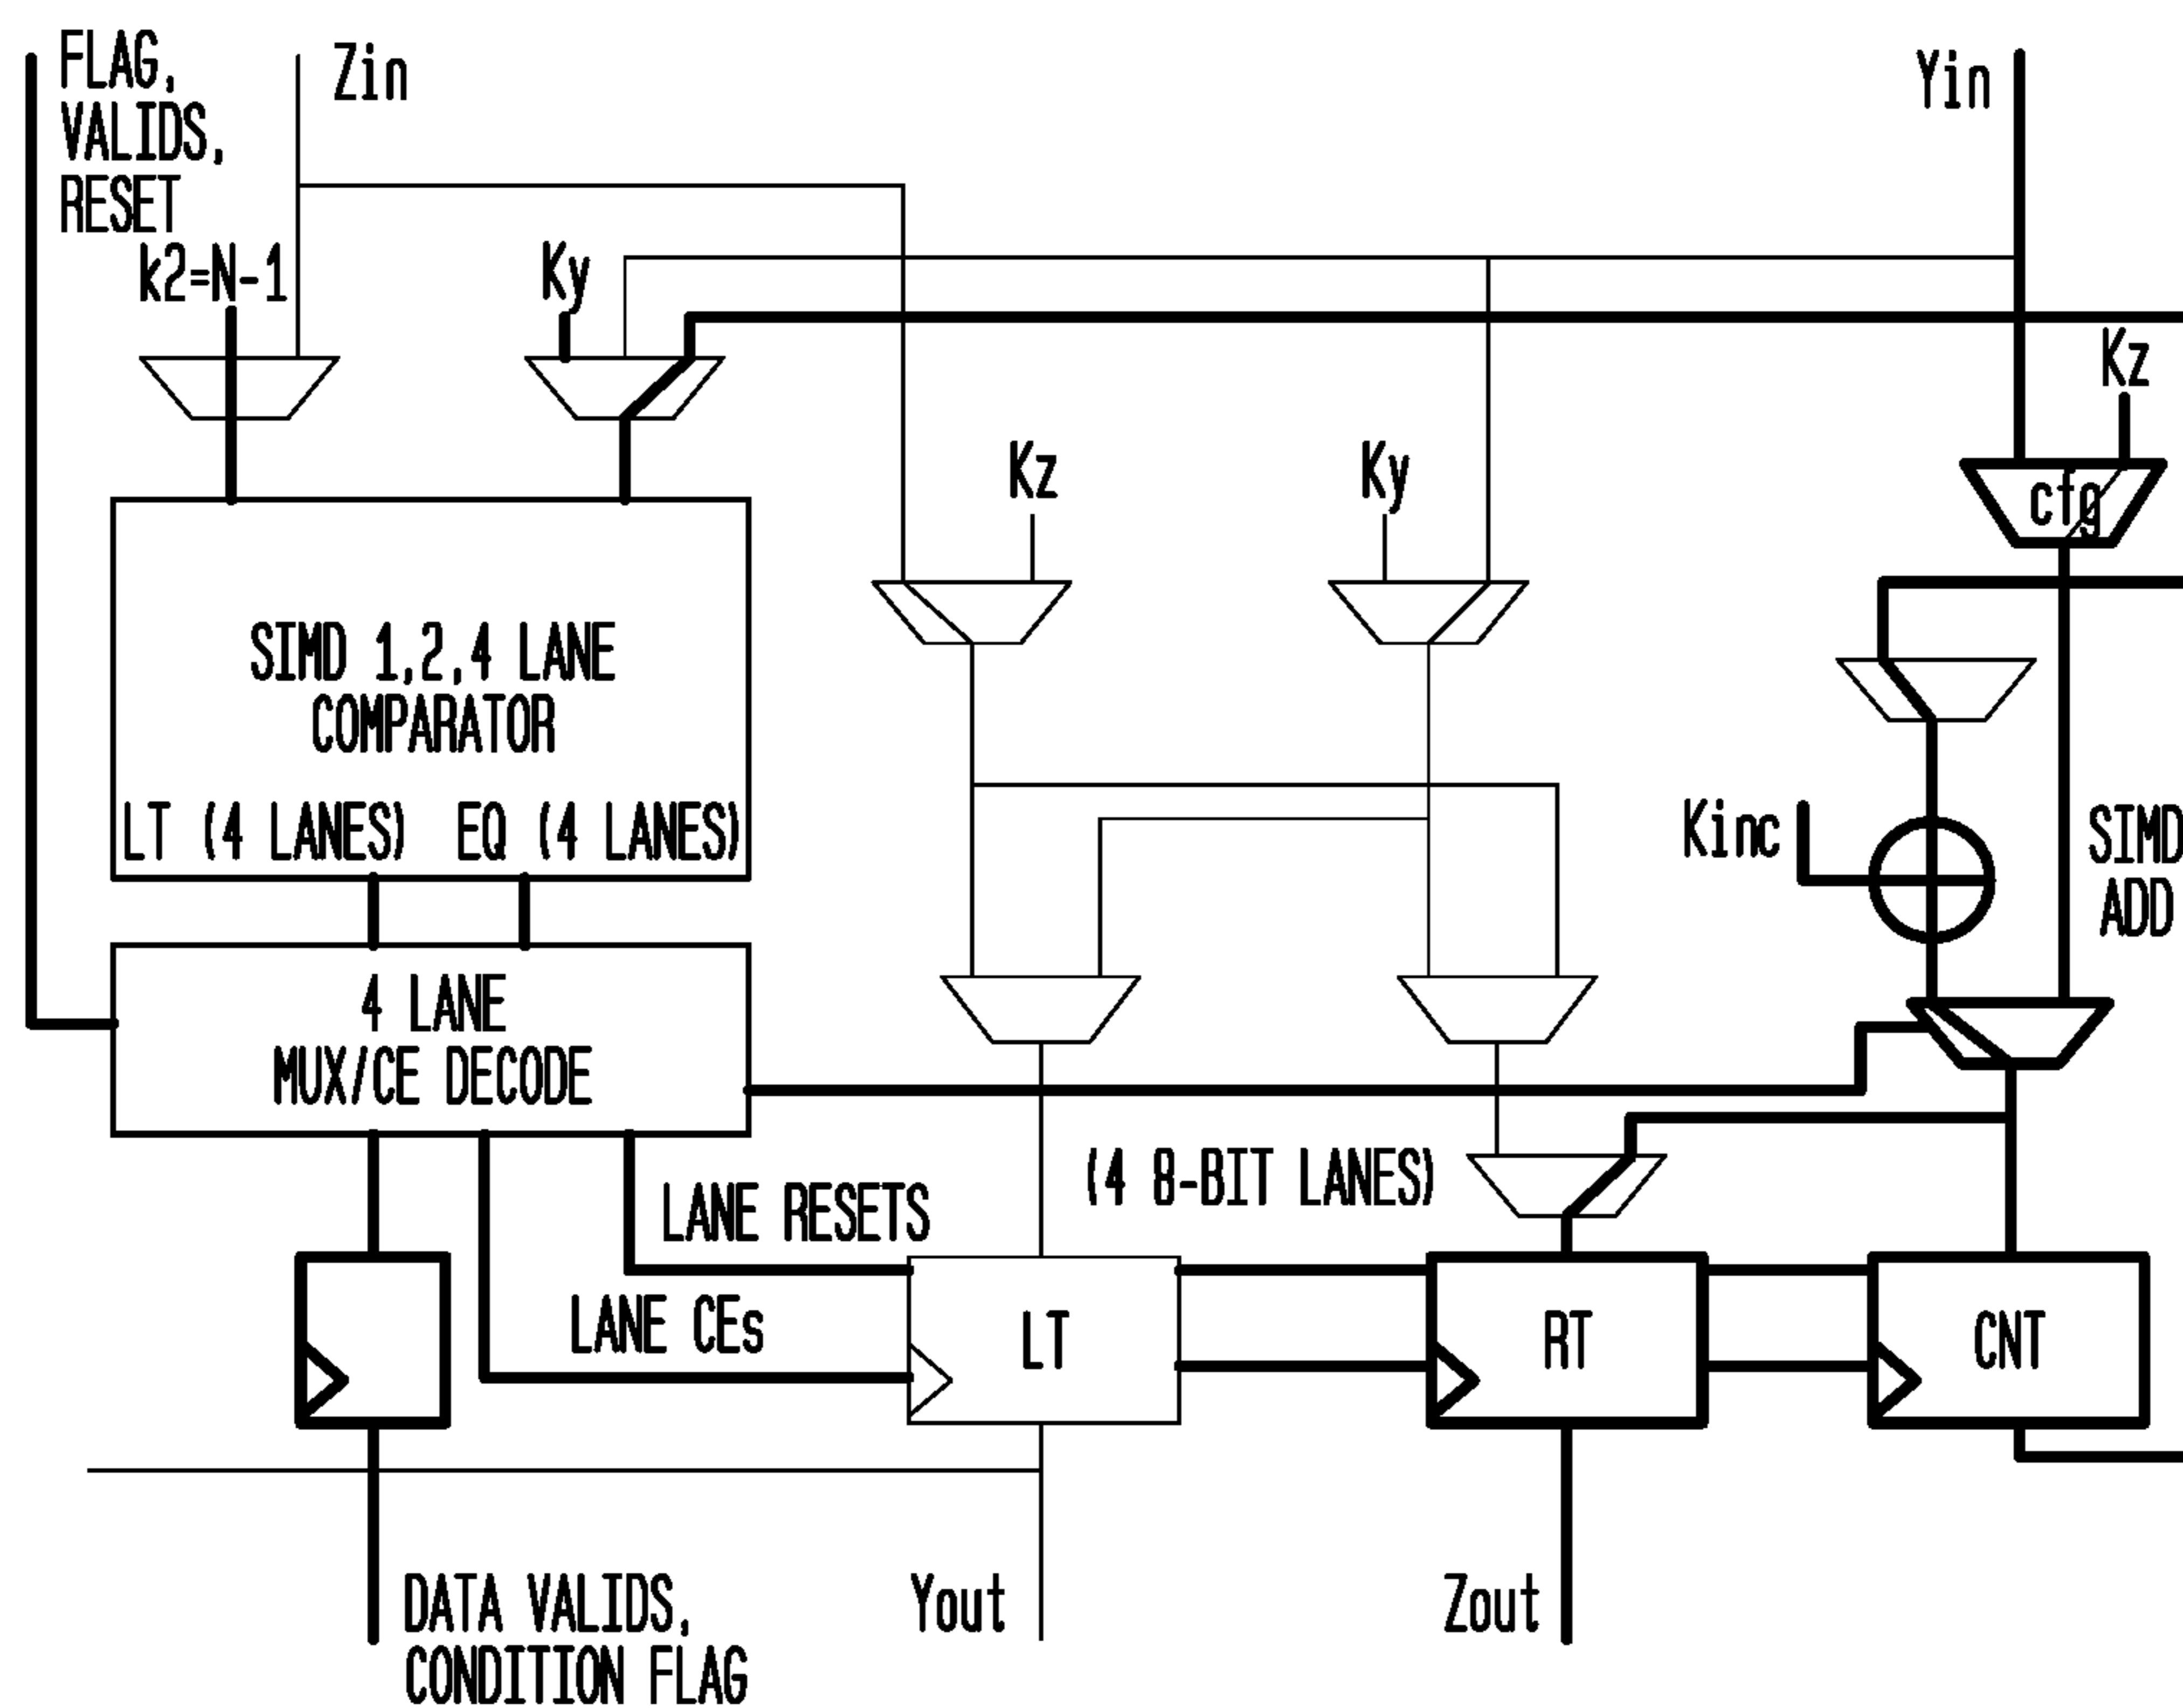 FLAG,
VALIDS,
RESET
Zin
Yin
k2=N-1
Ky
Kz
Kz
Ky
cfg
SIMD 1,2,4 LANE
COMPARATOR
LT (4 LANES) EQ (4 LANES)
Kinc
SIMD
ADD
4 LANE
MUX/CE DECODE
(4 8-BIT LANES)
LANE RESETS
LANE CEs
LT
RT
CNT
DATA VALIDS,
CONDITION FLAG
Yout
Zout